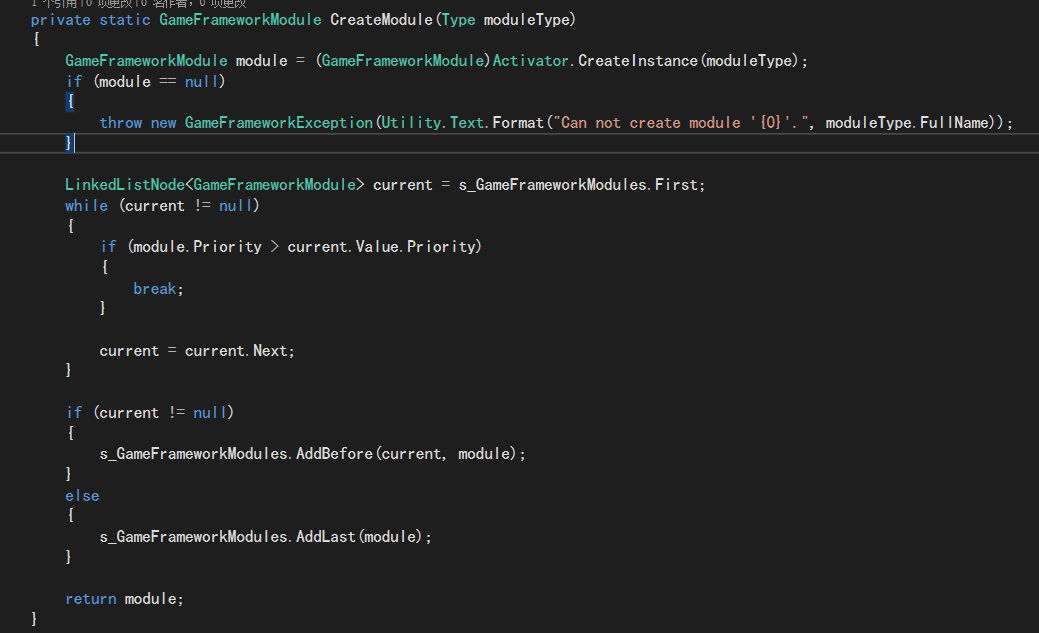 1 个引用|0 项更改|0 名作者, 0 项更改
private static GameFrameworkModule CreateModule(Type moduleType)
{
    GameFrameworkModule module = (GameFrameworkModule)Activator.CreateInstance(moduleType);
    if (module == null)
    {
        throw new GameFrameworkException(Utility.Text.Format("Can not create module '{0}'.", moduleType.FullName));
    }

    LinkedListNode<GameFrameworkModule> current = s_GameFrameworkModules.First;
    while (current != null)
    {
        if (module.Priority > current.Value.Priority)
        {
            break;
        }

        current = current.Next;
    }

    if (current != null)
    {
        s_GameFrameworkModules.AddBefore(current, module);
    }
    else
    {
        s_GameFrameworkModules.AddLast(module);
    }

    return module;
}